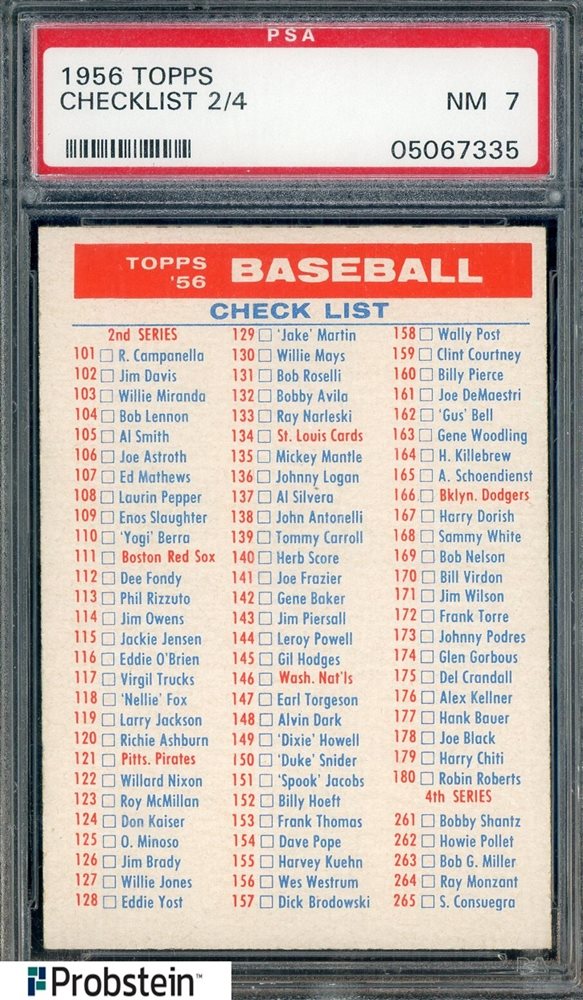 PSA
1956 TOPPS
CHECKLIST 2/4
NM 7
05067335
TOPPS '56 BASEBALL
CHECK LIST
2nd SERIES
101 R. Campanella
102 Jim Davis
103 Willie Miranda
104 Bob Lennon
105 Al Smith
106 Joe Astroth
107 Ed Mathews
108 Laurin Pepper
109 Enos Slaughter
110 'Yogi' Berra
111 Boston Red Sox
112 Dee Fondy
113 Phil Rizzuto
114 Jim Owens
115 Jackie Jensen
116 Eddie O'Brien
117 Virgil Trucks
118 'Nellie' Fox
119 Larry Jackson
120 Richie Ashburn
121 Pitts. Pirates
122 Willard Nixon
123 Roy McMillan
124 Don Kaiser
125 O. Minoso
126 Jim Brady
127 Willie Jones
128 Eddie Yost
129 'Jake' Martin
130 Willie Mays
131 Bob Roselli
132 Bobby Avila
133 Ray Narleski
134 St. Louis Cards
135 Mickey Mantle
136 Johnny Logan
137 Al Silvera
138 John Antonelli
139 Tommy Carroll
140 Herb Score
141 Joe Frazier
142 Gene Baker
143 Jim Piersall
144 Leroy Powell
145 Gil Hodges
146 Wash. Nat'ls
147 Earl Torgeson
148 Alvin Dark
149 'Dixie' Howell
150 'Duke' Snider
151 'Spook' Jacobs
152 Billy Hoeft
153 Frank Thomas
154 Dave Pope
155 Harvey Kuehn
156 Wes Westrum
157 Dick Brodowski
158 Wally Post
159 Clint Courtney
160 Billy Pierce
161 Joe DeMaestri
162 'Gus' Bell
163 Gene Woodling
164 H. Killebrew
165 A. Schoendienst
166 Bklyn. Dodgers
167 Harry Dorish
168 Sammy White
169 Bob Nelson
170 Bill Virdon
171 Jim Wilson
172 Frank Torre
173 Johnny Podres
174 Glen Gorbous
175 Del Crandall
176 Alex Kellner
177 Hank Bauer
178 Joe Black
179 Harry Chiti
180 Robin Roberts
4th SERIES
261 Bobby Shantz
262 Howie Pollet
263 Bob G. Miller
264 Ray Monzant
265 S. Consuegra
Probstein™